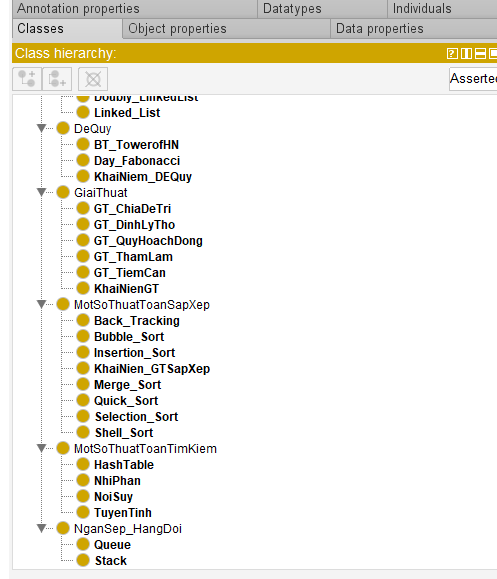 Annotation properties Datatypes Individuals
Classes Object properties Data properties
Class hierarchy:
Asserted
Doubly_LinkedList
Linked_List
DeQuy
BT_TowerofHN
Day_Fabonacci
KhaiNiem_DEQuy
GiaiThuat
GT_ChiaDeTri
GT_DinhLyTho
GT_QuyHoachDong
GT_ThamLam
GT_TiemCan
KhaiNienGT
MotSoThuatToanSapXep
Back_Tracking
Bubble_Sort
Insertion_Sort
KhaiNien_GTSapXep
Merge_Sort
Quick_Sort
Selection_Sort
Shell_Sort
MotSoThuatToanTimKiem
HashTable
NhiPhan
NoiSuy
TuyenTinh
NganSep_HangDoi
Queue
Stack